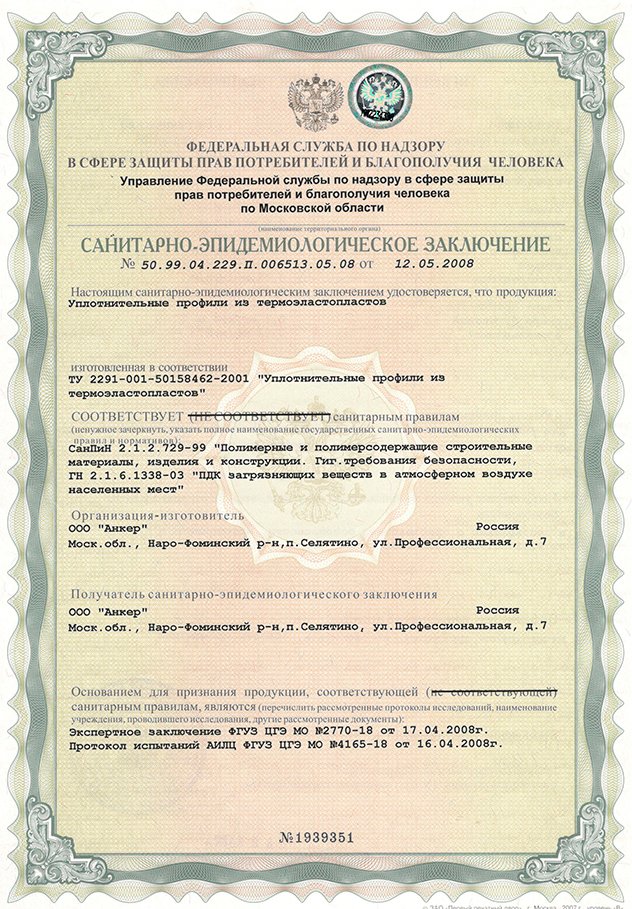 ФЕДЕРАЛЬНАЯ СЛУЖБА ПО НАДЗОРУ
В СФЕРЕ ЗАЩИТЫ ПРАВ ПОТРЕБИТЕЛЕЙ И БЛАГОПОЛУЧИЯ ЧЕЛОВЕКА
Управление Федеральной службы по надзору в сфере защиты
прав потребителей и благополучия человека
по Московской области
(наименование территориального органа)
САНИТАРНО-ЭПИДЕМИОЛОГИЧЕСКОЕ ЗАКЛЮЧЕНИЕ
№ 50.99.04.229.П.006513.05.08 от 12.05.2008
Настоящим санитарно-эпидемиологическим заключением удостоверяется, что продукция:
Уплотнительные профили из термоэластопластов
изготовленная в соответствии
ТУ 2291-001-50158462-2001 "Уплотнительные профили из
термоэластопластов"
СООТВЕТСТВУЕТ (НЕ СООТВЕТСТВУЕТ) санитарным правилам
(ненужное зачеркнуть, указать полное наименование государственных санитарно-эпидемиологических
правил и нормативов):
СанПиН 2.1.2.729-99 "Полимерные и полимерсодержащие строительные
материалы, изделия и конструкции. Гиг.требования безопасности,
ГН 2.1.6.1338-03 "ПДК загрязняющих веществ в атмосферном воздухе
населенных мест"
Организация-изготовитель
ООО "Анкер" Россия
Моск.обл., Наро-Фоминский р-н,п.Селятино, ул.Профессиональная, д.7
Получатель санитарно-эпидемиологического заключения
ООО "Анкер" Россия
Моск.обл., Наро-Фоминский р-н,п.Селятино, ул.Профессиональная, д.7
Основанием для признания продукции, соответствующей (не соответствующей)
санитарным правилам, являются (перечислить рассмотренные протоколы исследований, наименование
учреждения, проводившего исследования, другие рассмотренные документы):
Экспертное заключение ФГУЗ ЦГЭ МО №2770-18 от 17.04.2008г.
Протокол испытаний АИЛЦ ФГУЗ ЦГЭ МО №4165-18 от 16.04.2008г.
№1939351